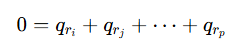 0 = q_{r_i} + q_{r_j} + ⋯ + q_{r_p}